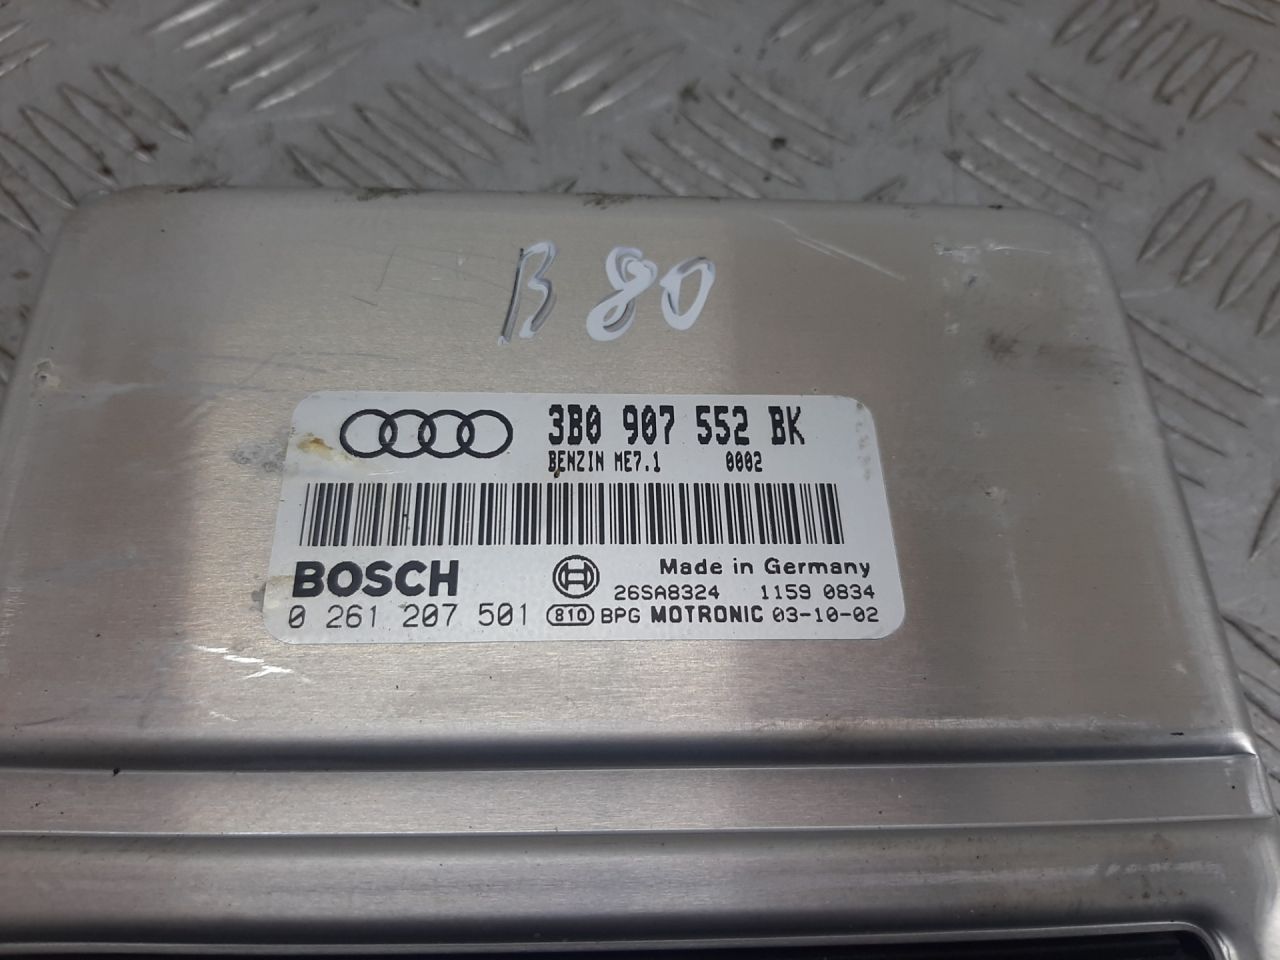 B 80
3B0 907 552 BK
BENZIN ME7.1 0002
BOSCH
Made in Germany
26SA8324 1159 0834
0 261 207 501 810 BPG MOTRONIC 03-10-02